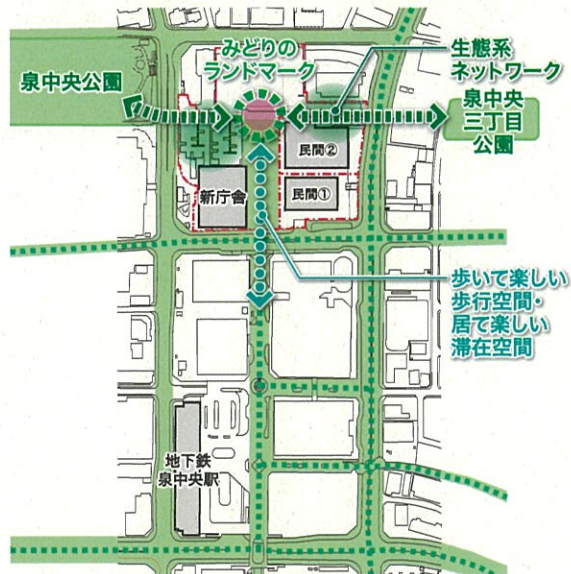 みどりの
ランドマーク
生態系
ネットワーク
泉中央公園
泉中央
三丁目
公園
民間②
新庁舎
民間①
歩いて楽しい
歩行空間・
居て楽しい
滞在空間
地下鉄
泉中央駅